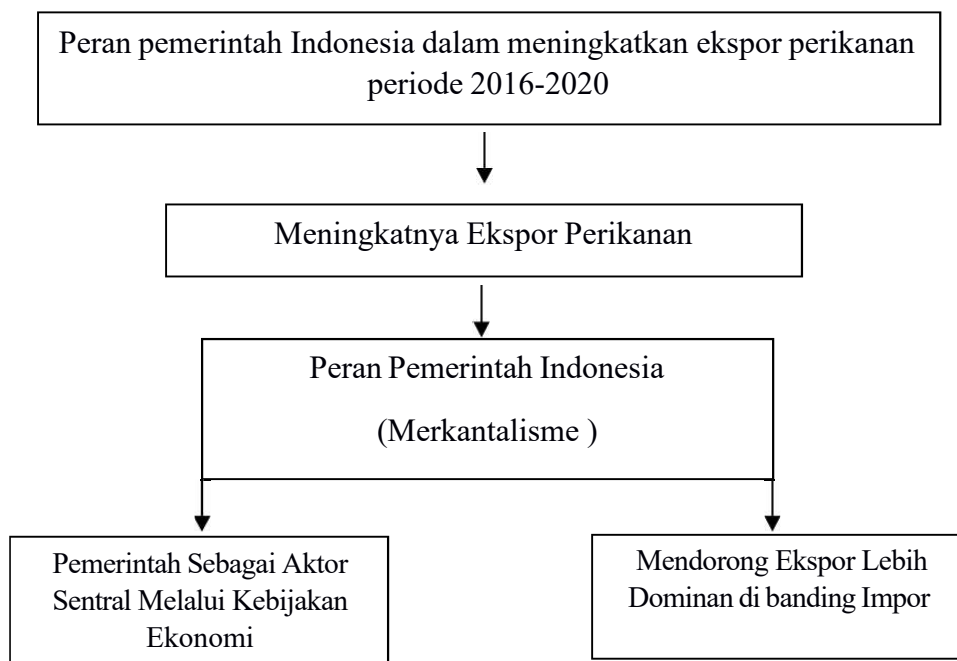 Peran pemerintah Indonesia dalam meningkatkan ekspor perikanan
periode 2016-2020
Meningkatnya Ekspor Perikanan
Peran Pemerintah Indonesia
(Merkantalisme )
Pemerintah Sebagai Aktor
Sentral Melalui Kebijakan
Ekonomi
Mendorong Ekspor Lebih
Dominan di banding Impor